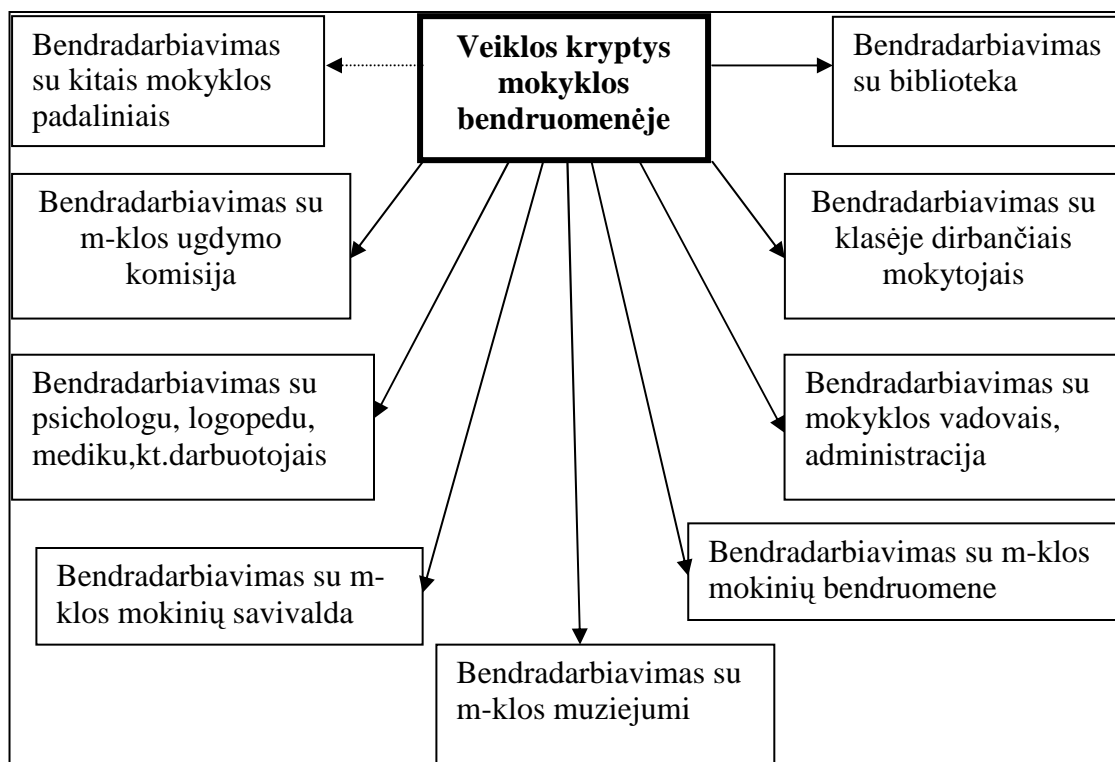 Bendradarbiavimas
su kitais mokyklos
padaliniais
Veiklos kryptys
mokyklos
bendruomenėje
Bendradarbiavimas
su biblioteka
Bendradarbiavimas su
m-klos ugdymo
komisija
Bendradarbiavimas su
klasėje dirbančiais
mokytojais
Bendradarbiavimas su
psichologu, logopedu,
mediku,kt.darbuotojais
Bendradarbiavimas su
mokyklos vadovais,
administracija
Bendradarbiavimas su m-
klos mokinių savivalda
Bendradarbiavimas su m-klos
mokinių bendruomene
Bendradarbiavimas su
m-klos muziejumi